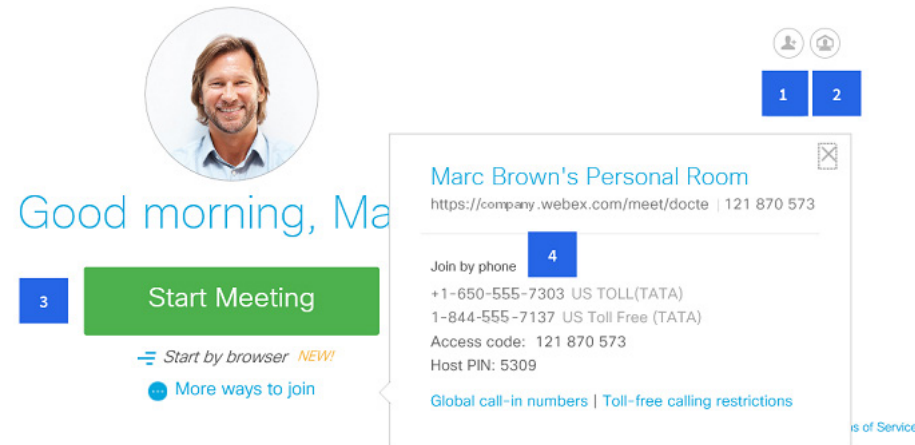 1 2
Marc Brown's Personal Room
https://company.webex.com/meet/docte | 121 870 573
Good morning, Ma
4
Join by phone
+1-650-555-7303 US TOLL(TATA)
3
Start Meeting
1-844-555-7137 US Toll Free (TATA)
Access code: 121 870 573
Start by browser NEW!
Host PIN: 5309
More ways to join
Global call-in numbers | Toll-free calling restrictions
s of Service